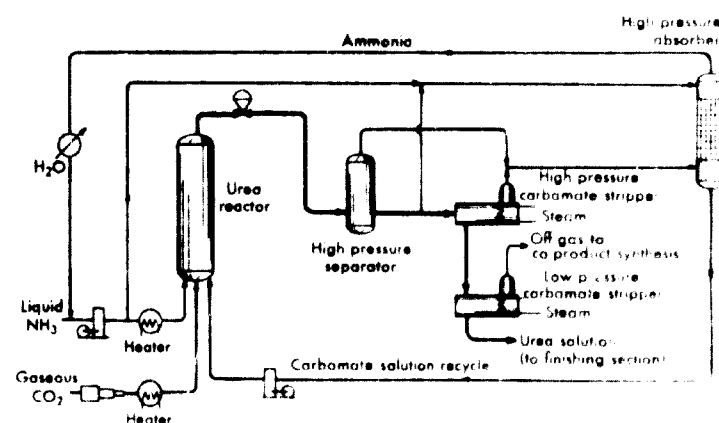 High pressure
absorber
Ammonia
H₂O
Urea
reactor
High pressure
separator
High pressure
carbamate stripper
Steam
Off gas to
co product synthesis
Low pressure
carbamate stripper
Steam
Urea solution
(to finishing section)
Liquid
NH₃
Heater
Carbamate solution recycle
Gaseous
CO₂
Heater